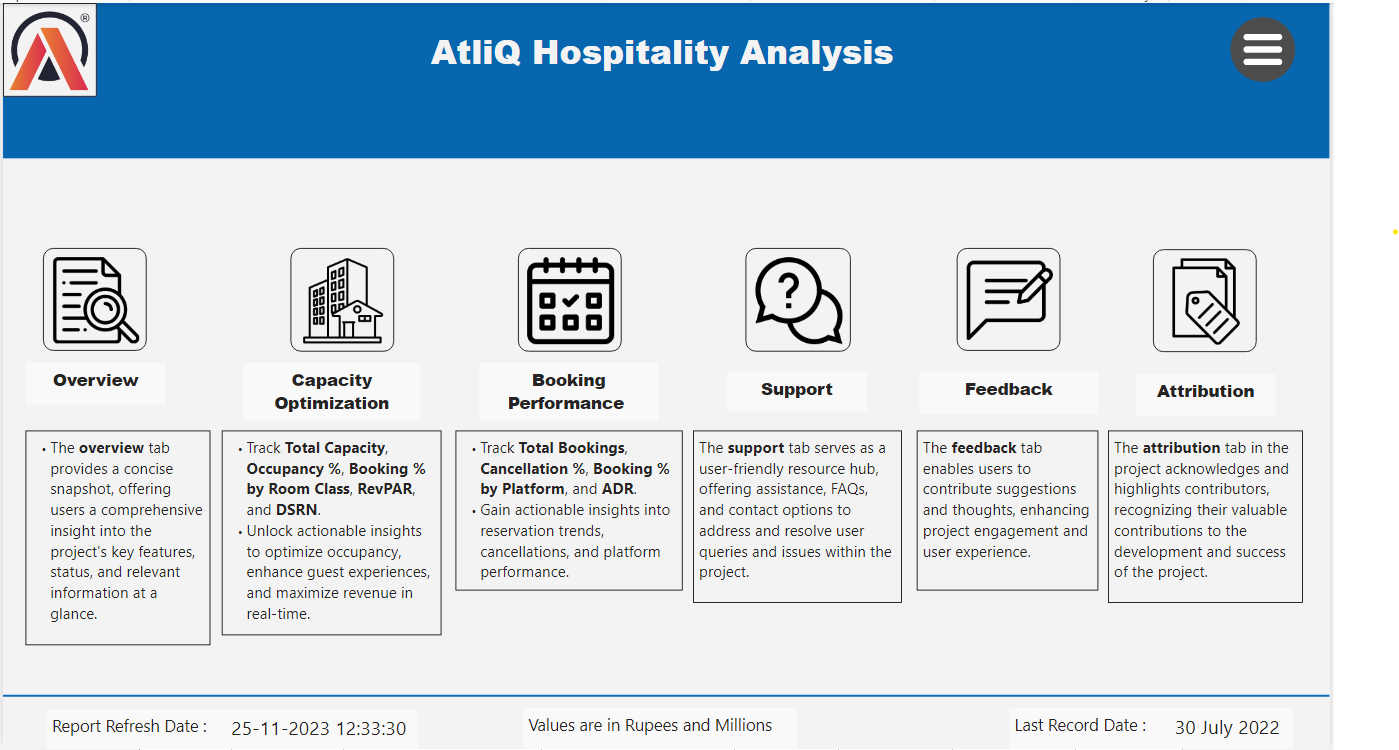 ®
AtliQ Hospitality Analysis
?
Overview
• The overview tab
provides a concise
snapshot, offering
users a comprehensive
insight into the
project's key features,
status, and relevant
information at a
glance.
Capacity
Optimization
• Track Total Capacity,
Occupancy %, Booking %
by Room Class, RevPAR,
and DSRN.
• Unlock actionable insights
to optimize occupancy,
enhance guest experiences,
and maximize revenue in
real-time.
Booking
Performance
• Track Total Bookings,
Cancellation %, Booking %
by Platform, and ADR.
• Gain actionable insights into
reservation trends,
cancellations, and platform
performance.
Support
The support tab serves as a
user-friendly resource hub,
offering assistance, FAQs,
and contact options to
address and resolve user
queries and issues within the
project.
Feedback
The feedback tab
enables users to
contribute suggestions
and thoughts, enhancing
project engagement and
user experience.
Attribution
The attribution tab in the
project acknowledges and
highlights contributors,
recognizing their valuable
contributions to the
development and success
of the project.
Report Refresh Date : 25-11-2023 12:33:30
Values are in Rupees and Millions
Last Record Date : 30 July 2022